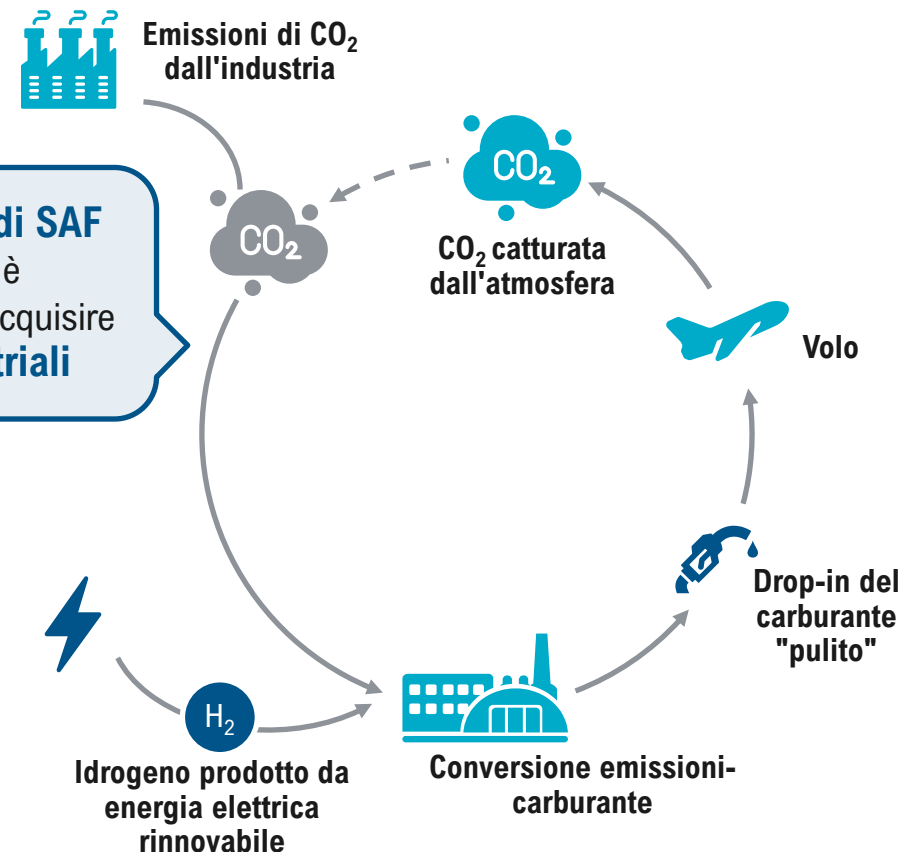 Emissioni di CO₂
dall'industria
CO₂
CO₂
CO₂ catturata
dall'atmosfera
di SAF
è
triali
Volo
Drop-in del
carburante
"pulito"
H₂
Idrogeno prodotto da
energia elettrica
rinnovabile
Conversione emissioni-
carburante